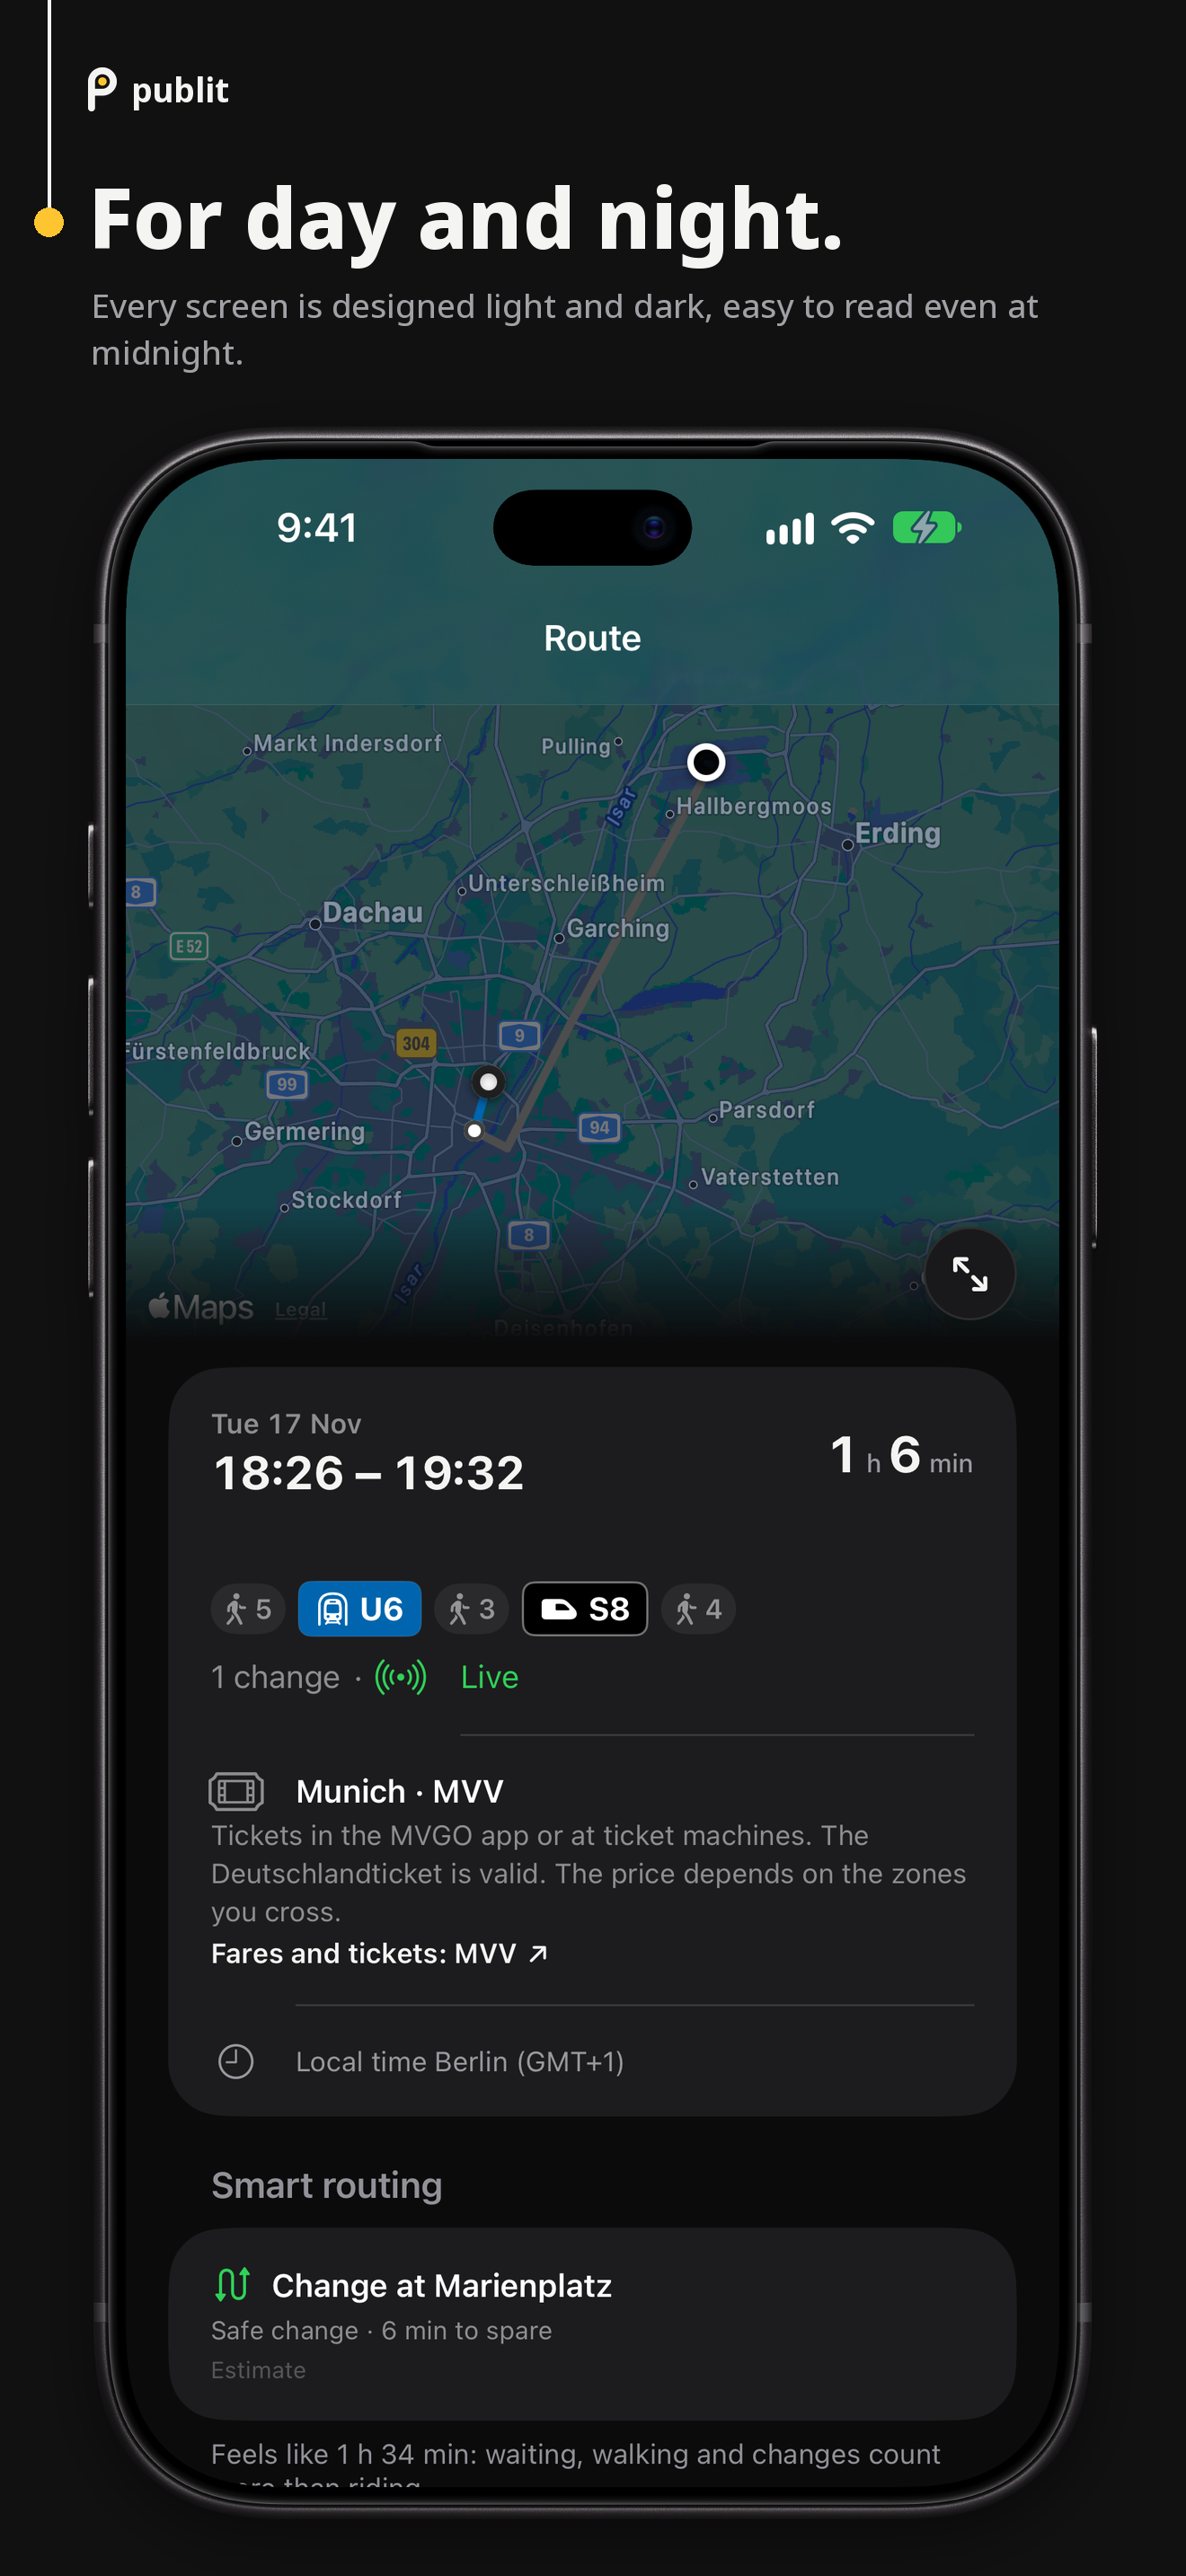 publit
For day and night.
Every screen is designed light and dark, easy to read even at
midnight.
9:41
Route
Markt Indersdorf
Pulling
Isar
Hallbergmoos
Erding
8
Unterschleißheim
Dachau
Garching
E 52
9
304
Fürstenfeldbruck
99
Parsdorf
94
Germering
Vaterstetten
Stockdorf
8
Isar
Maps Legal
Deisenhofen
Tue 17 Nov
18:26 – 19:32
1 h 6 min
5 U6 3 S8 4
1 change · Live
Munich · MVV
Tickets in the MVGO app or at ticket machines. The
Deutschlandticket is valid. The price depends on the zones
you cross.
Fares and tickets: MVV ↗
Local time Berlin (GMT+1)
Smart routing
Change at Marienplatz
Safe change · 6 min to spare
Estimate
Feels like 1 h 34 min: waiting, walking and changes count
than riding